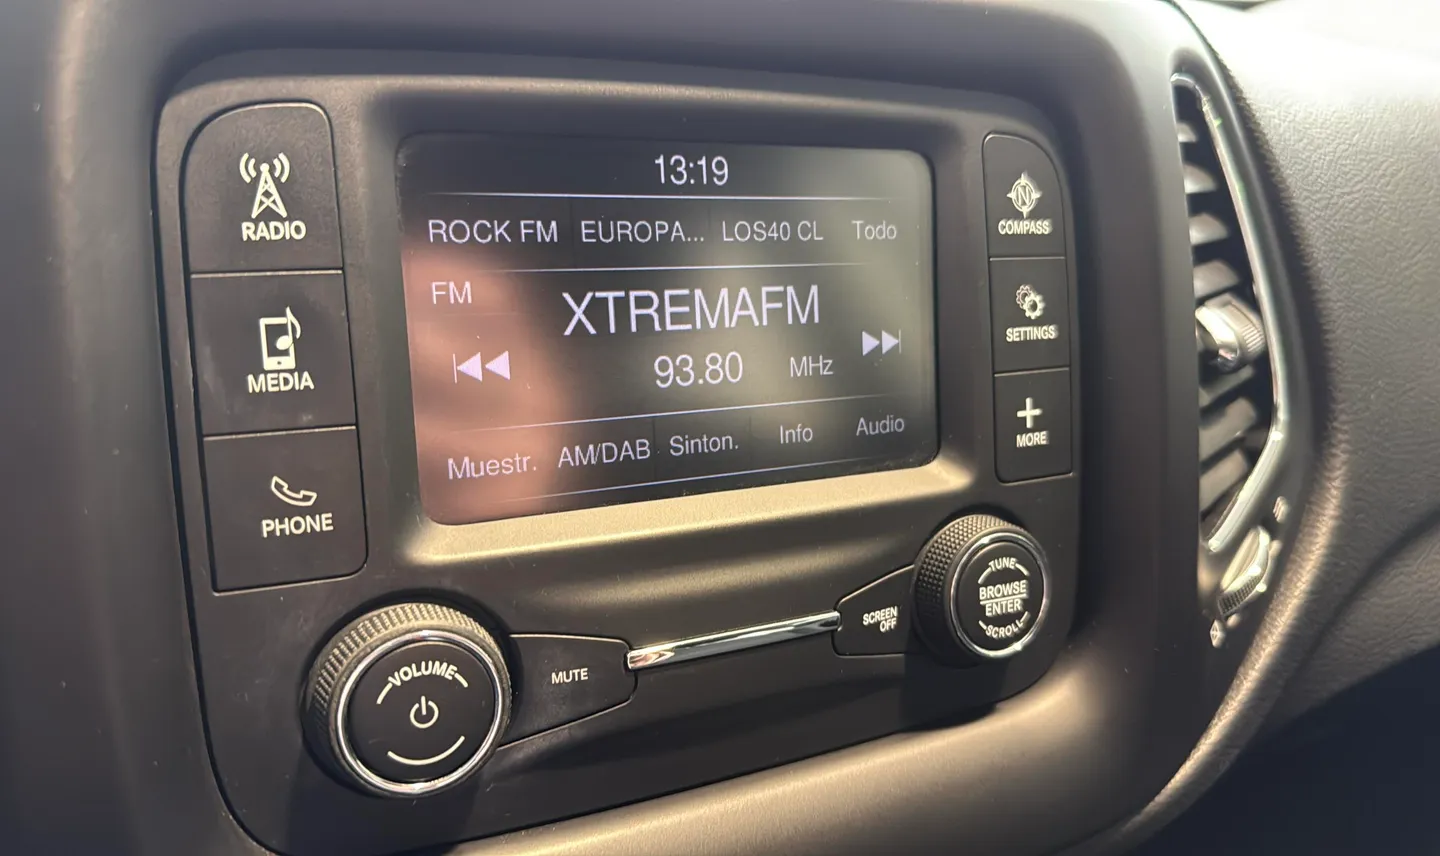 13:19
ROCK FM EUROPA... LOS40 CL Todo
FM
XTREMAFM
93.80 MHz
Muestr. AM/DAB Sinton. Info Audio
RADIO
MEDIA
PHONE
N
COMPASS
SETTINGS
MORE
VOLUME
MUTE
SCREEN
OFF
TUNE
BROWSE
ENTER
SCROLL